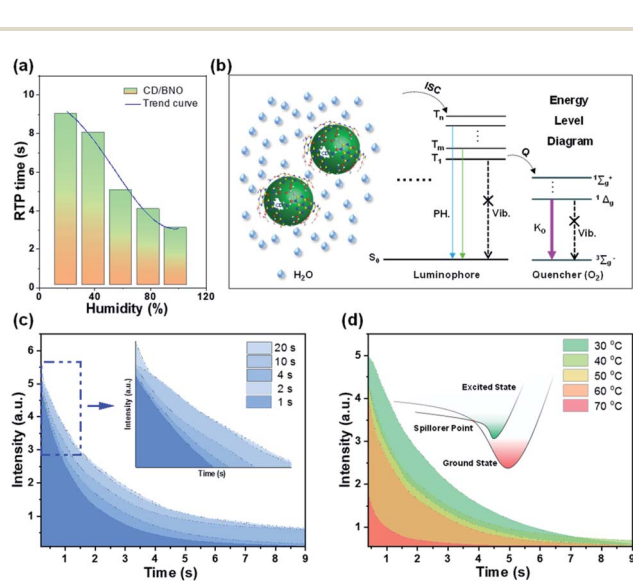 (a)
10
8
6
4
2
0
RTP time (s)
CD/BNO
Trend curve
0
40
80
120
Humidity (%)
(b)
H₂O
ISC
Tₙ
Tₘ
T₁
PH.
Vib.
S₀
Luminophore
Energy
Level
Diagram
Q
¹Σg⁺
¹Δg
K₀
Vib.
³Σg⁻
Quencher (O₂)
(c)
6
5
4
3
2
1
Intensity (a.u.)
Intensity (a.u.)
Time (s)
20 s
10 s
4 s
2 s
1 s
1 2 3 4 5 6 7 8 9
Time (s)
(d)
5
4
3
2
1
Intensity (a.u.)
30 °C
40 °C
50 °C
60 °C
70 °C
Excited State
Spillorer Point
Ground State
1 2 3 4 5 6 7 8 9
Time (s)